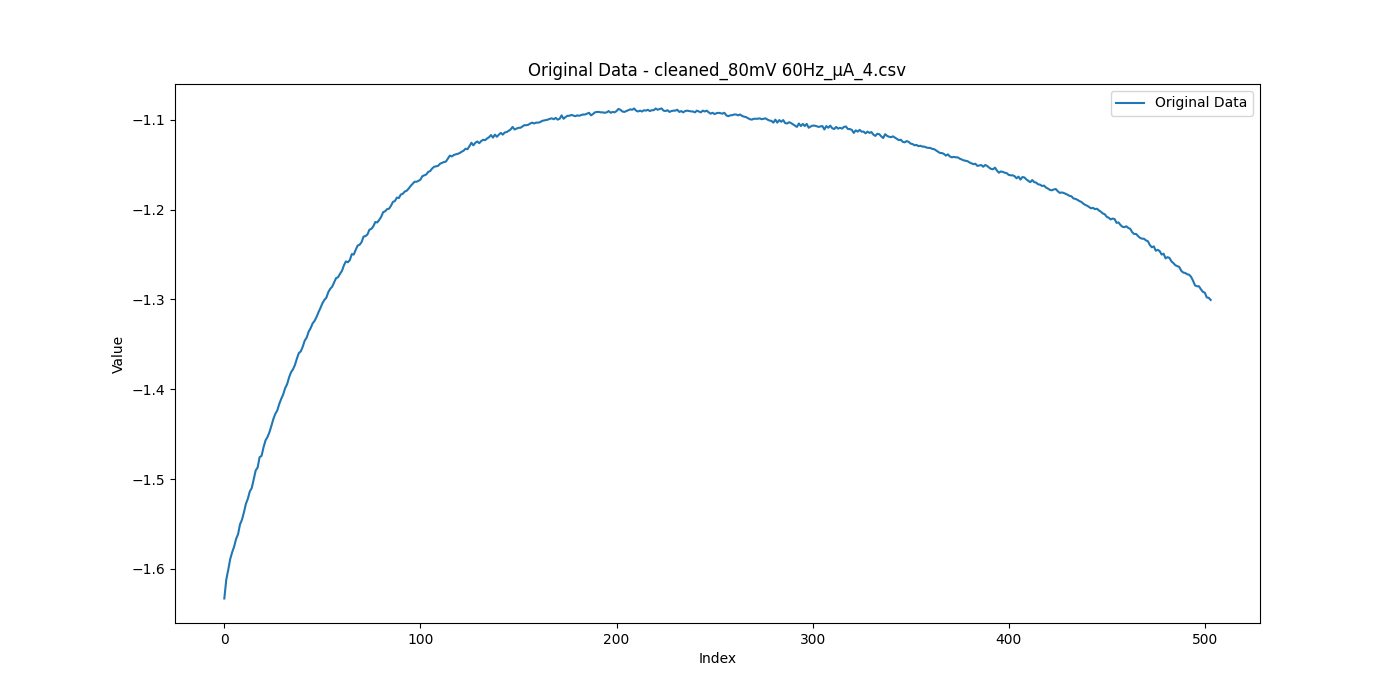 Original Data - cleaned_80mV 60Hz_μA_4.csv
Original Data
−1.1
−1.2
−1.3
−1.4
−1.5
−1.6
Value
0 100 200 300 400 500
Index